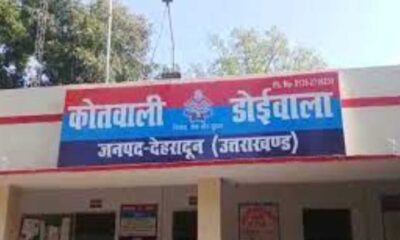 कोतवाली डोईवाला
जनपद-देहरादून (उत्तराखण्ड)